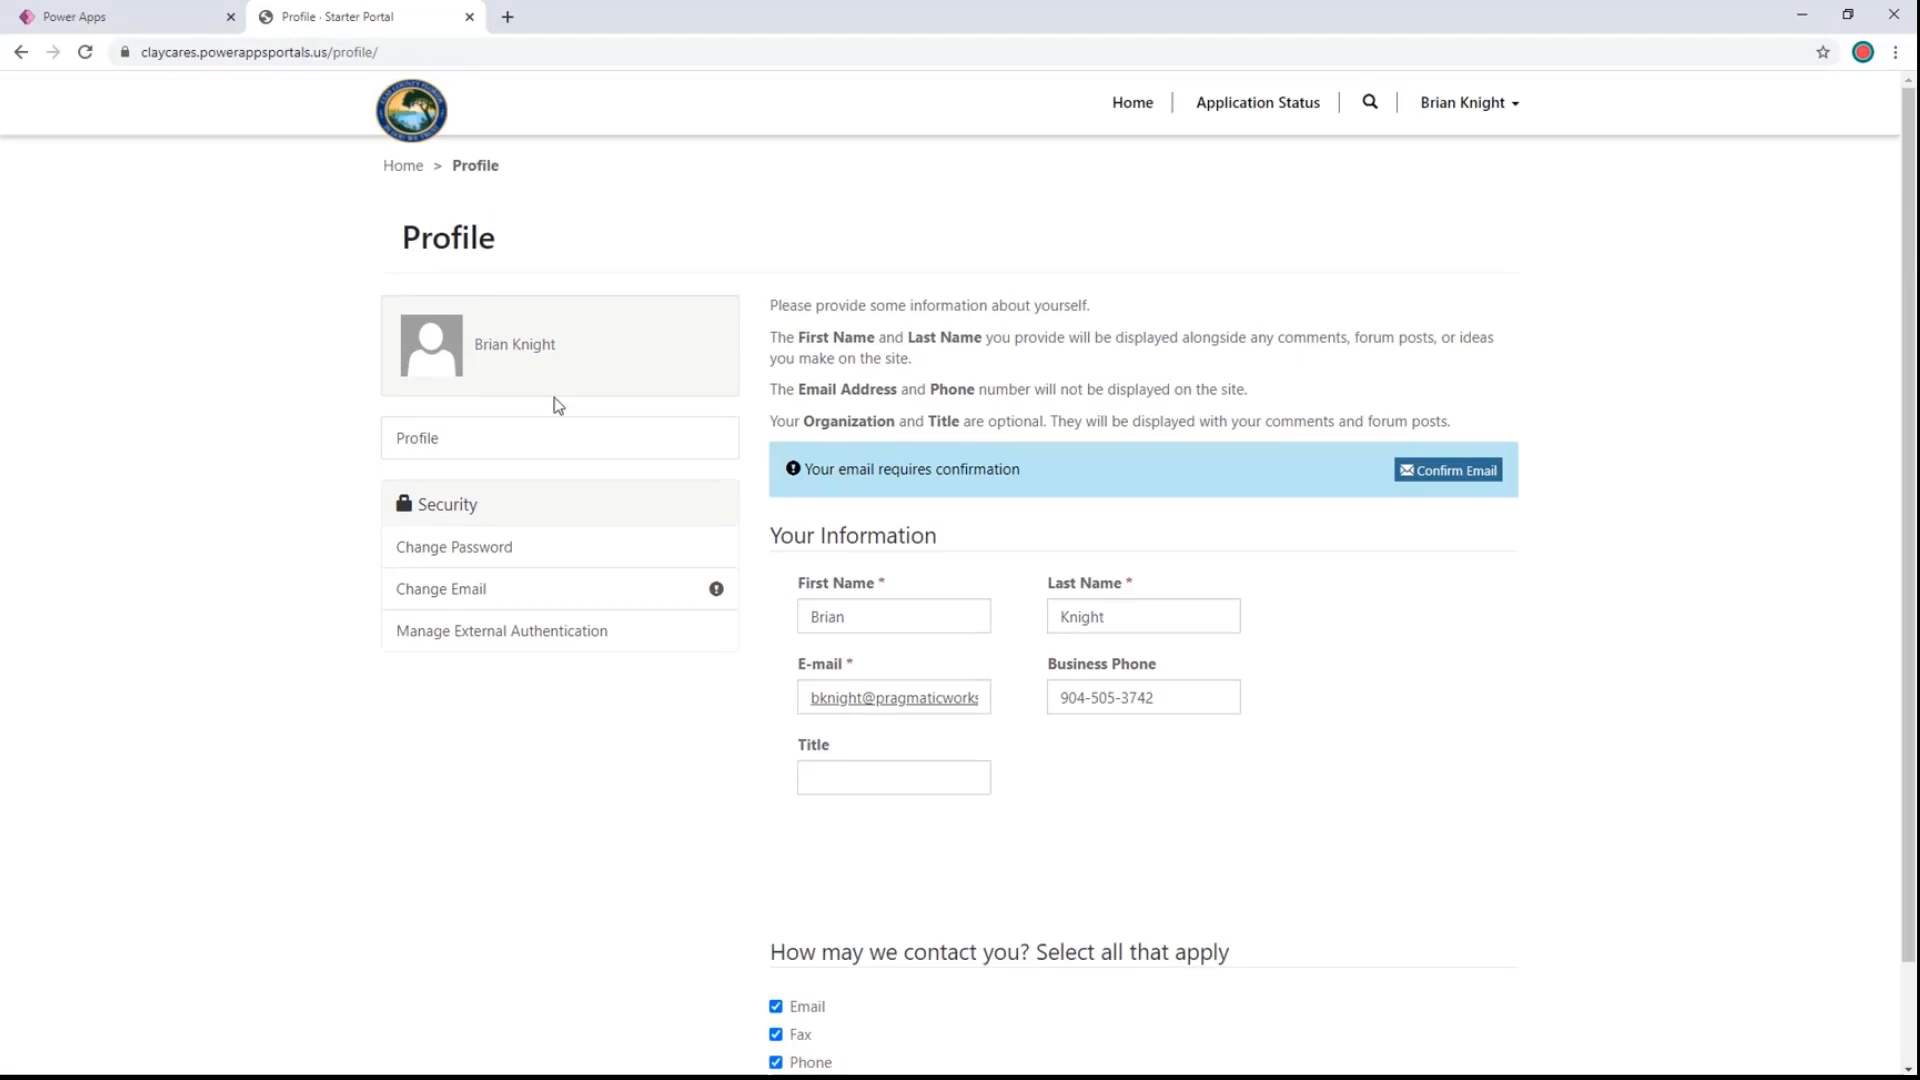 Power Apps
Profile · Starter Portal
claycares.powerappsportals.us/profile/
Home
Application Status
Brian Knight
Home > Profile
Profile
Brian Knight
Profile
Security
Change Password
Change Email
Manage External Authentication
Please provide some information about yourself.
The First Name and Last Name you provide will be displayed alongside any comments, forum posts, or ideas
you make on the site.
The Email Address and Phone number will not be displayed on the site.
Your Organization and Title are optional. They will be displayed with your comments and forum posts.
Your email requires confirmation
Confirm Email
Your Information
First Name *
Last Name *
Brian
Knight
E-mail *
Business Phone
bknight@pragmaticworks
904-505-3742
Title
How may we contact you? Select all that apply
Email
Fax
Phone